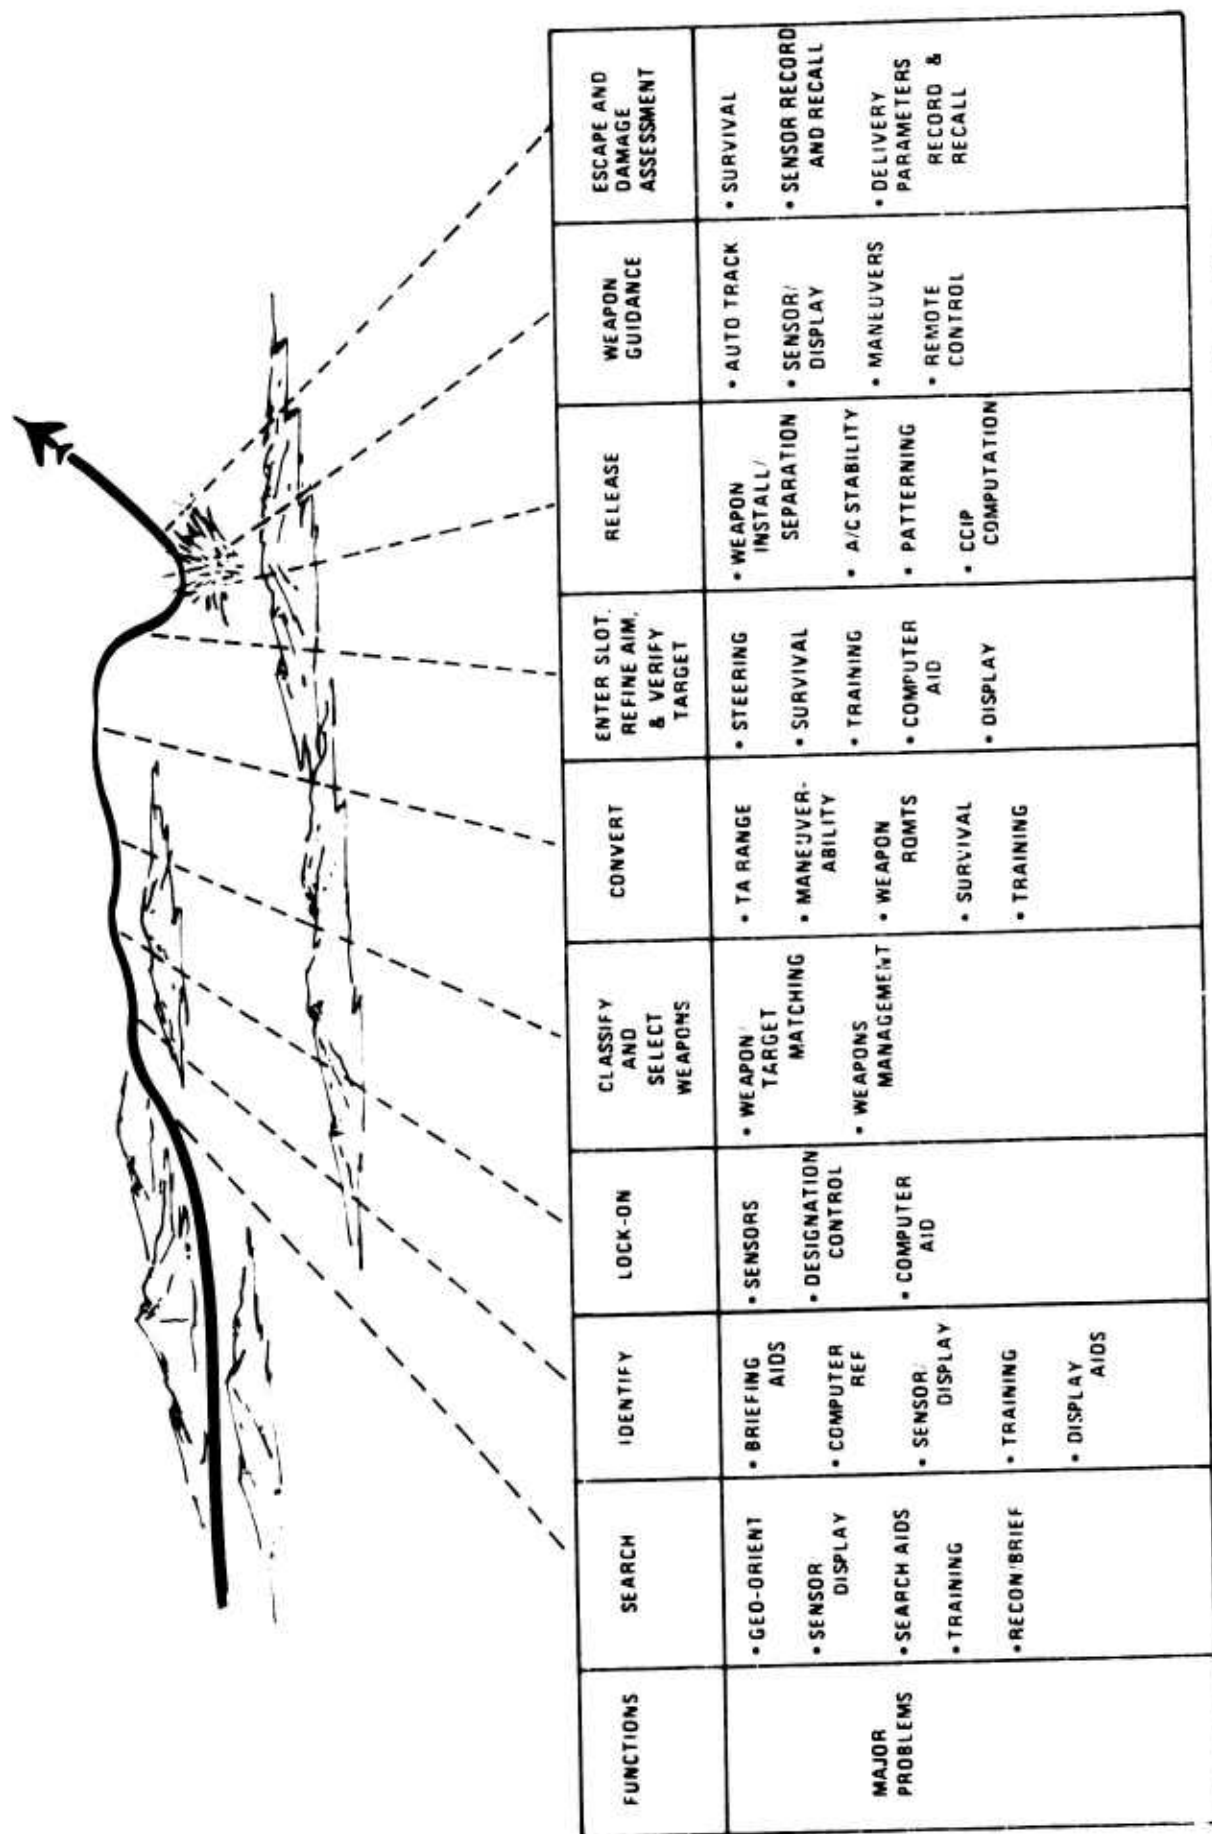 FUNCTIONS
SEARCH
IDENTIFY
LOCK-ON
CLASSIFY
AND
SELECT
WEAPONS
CONVERT
ENTER SLOT.
REFINE AIM,
& VERIFY
TARGET
RELEASE
WEAPON
GUIDANCE
ESCAPE AND
DAMAGE
ASSESSMENT
MAJOR
PROBLEMS
• GEO-ORIENT
• SENSOR
DISPLAY
• SEARCH AIDS
• TRAINING
• RECON/BRIEF
• BRIEFING
AIDS
• COMPUTER
REF
• SENSOR/
DISPLAY
• TRAINING
• DISPLAY
AIDS
• SENSORS
• DESIGNATION
CONTROL
• COMPUTER
AID
• WEAPON/
TARGET
MATCHING
• WEAPONS
MANAGEMENT
• TA RANGE
• MANEUVER-
ABILITY
• WEAPON
RQMTS
• SURVIVAL
• TRAINING
• STEERING
• SURVIVAL
• TRAINING
• COMPUTER
AID
• DISPLAY
• WEAPON
INSTALL/
SEPARATION
• A/C STABILITY
• PATTERNING
• CCIP
COMPUTATION
• AUTO TRACK
• SENSOR/
DISPLAY
• MANEUVERS
• REMOTE
CONTROL
• SURVIVAL
• SENSOR RECORD
AND RECALL
• DELIVERY
PARAMETERS
RECORD &
RECALL